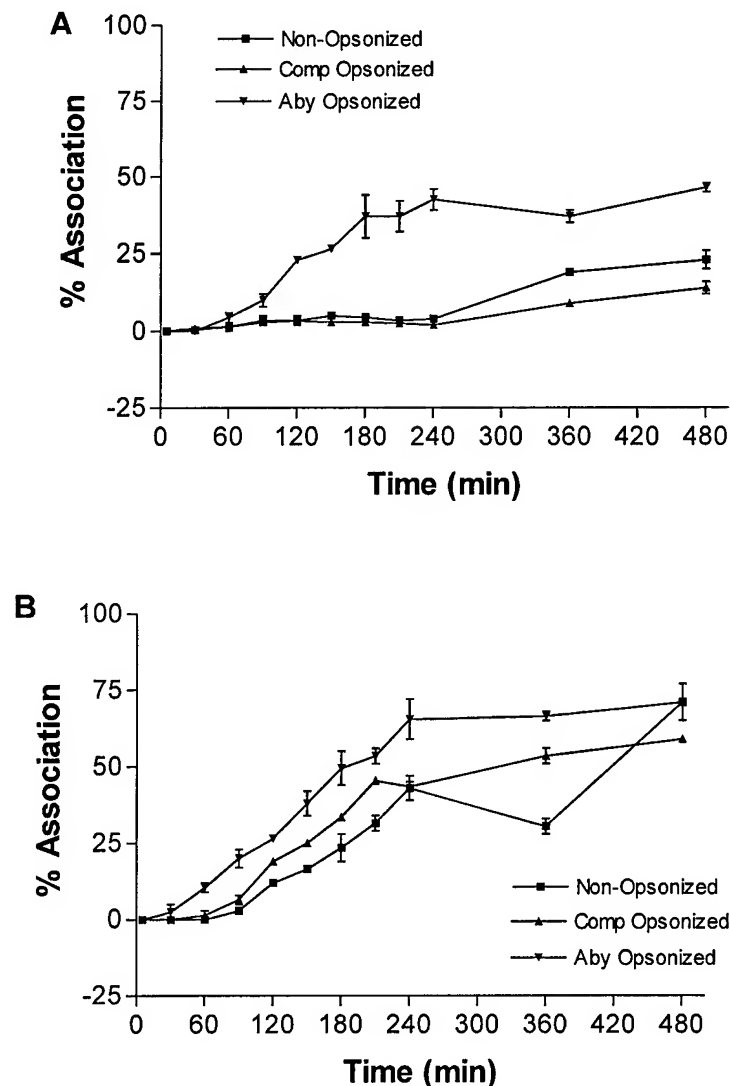 A
100
75
50
25
0
-25
% Association
Non-Opsonized
Comp Opsonized
Aby Opsonized
0 60 120 180 240 300 360 420 480
Time (min)
B
100
75
50
25
0
-25
% Association
Non-Opsonized
Comp Opsonized
Aby Opsonized
0 60 120 180 240 300 360 420 480
Time (min)